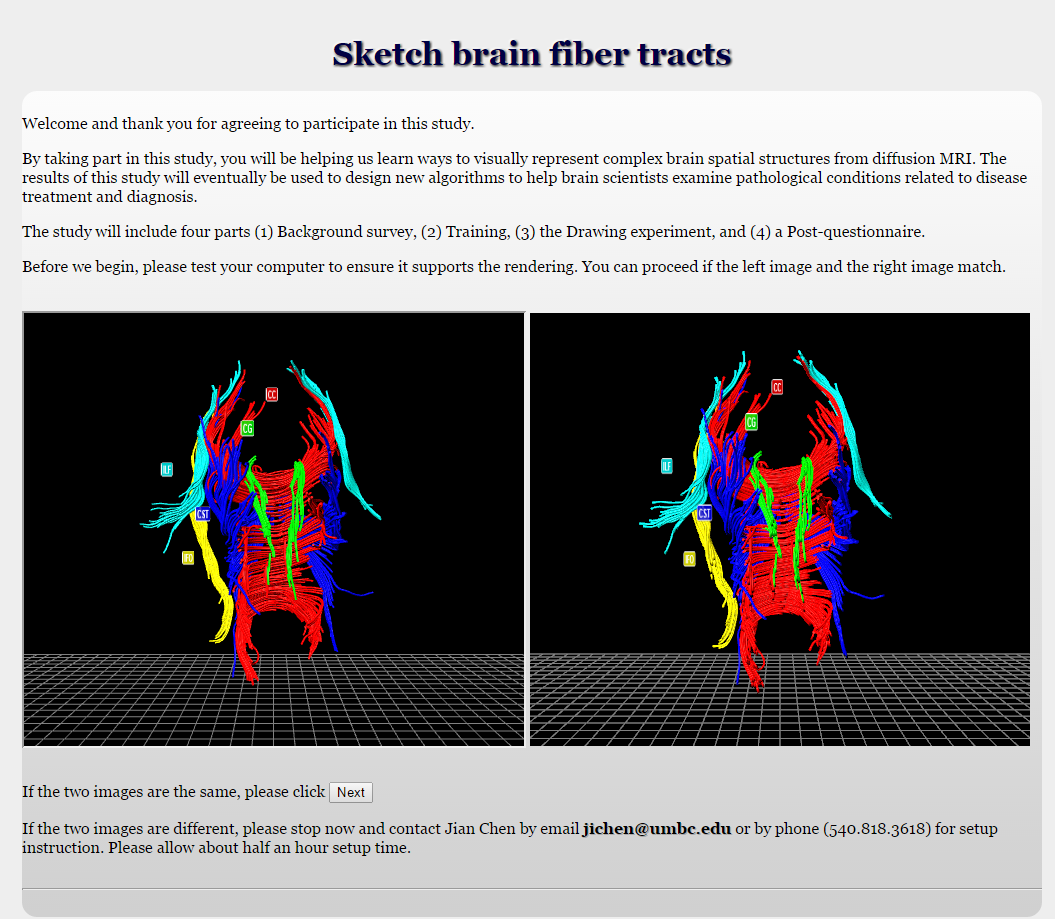 Sketch brain fiber tracts
Welcome and thank you for agreeing to participate in this study.
By taking part in this study, you will be helping us learn ways to visually represent complex brain spatial structures from diffusion MRI. The
results of this study will eventually be used to design new algorithms to help brain scientists examine pathological conditions related to disease
treatment and diagnosis.
The study will include four parts (1) Background survey, (2) Training, (3) the Drawing experiment, and (4) a Post-questionnaire.
Before we begin, please test your computer to ensure it supports the rendering. You can proceed if the left image and the right image match.
CC
CG
ILF
CST
IFO
CC
CG
ILF
CST
IFO
If the two images are the same, please click Next
If the two images are different, please stop now and contact Jian Chen by email jichen@umbc.edu or by phone (540.818.3618) for setup
instruction. Please allow about half an hour setup time.